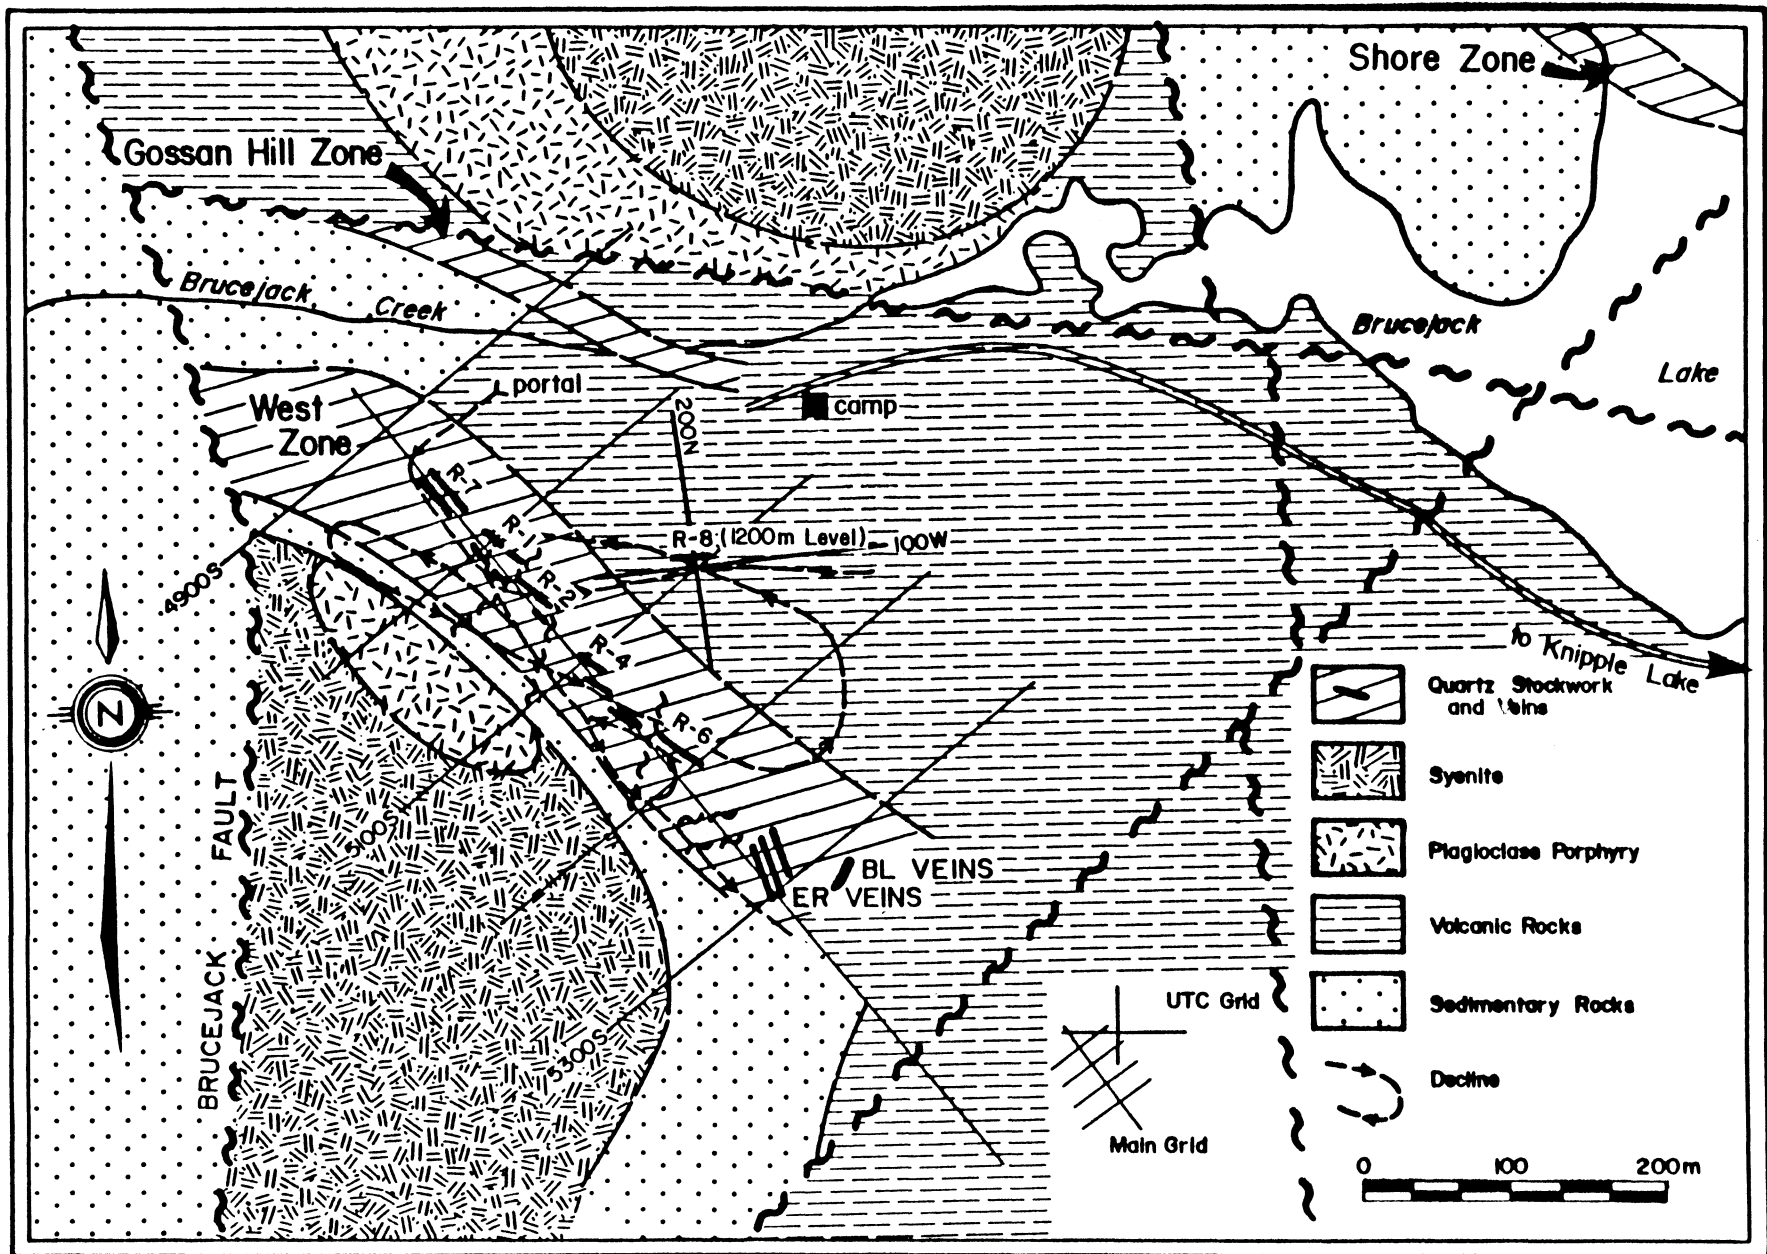 Shore Zone
Gossan Hill Zone
Brucejack
Creek
Brucejack
Lake
portal
West
Zone
camp
200N
R-7
R-8 (1200m Level)
100W
R-1
R-2
4900S
R-4
to Knipple Lake
R-6
N
Quartz Stockwork
and Veins
Syenite
FAULT
5100S
Plagioclase Porphyry
BL VEINS
ER VEINS
Volcanic Rocks
BRUCEJACK
UTC Grid
Sedimentary Rocks
5300S
Decline
Main Grid
0 100 200m